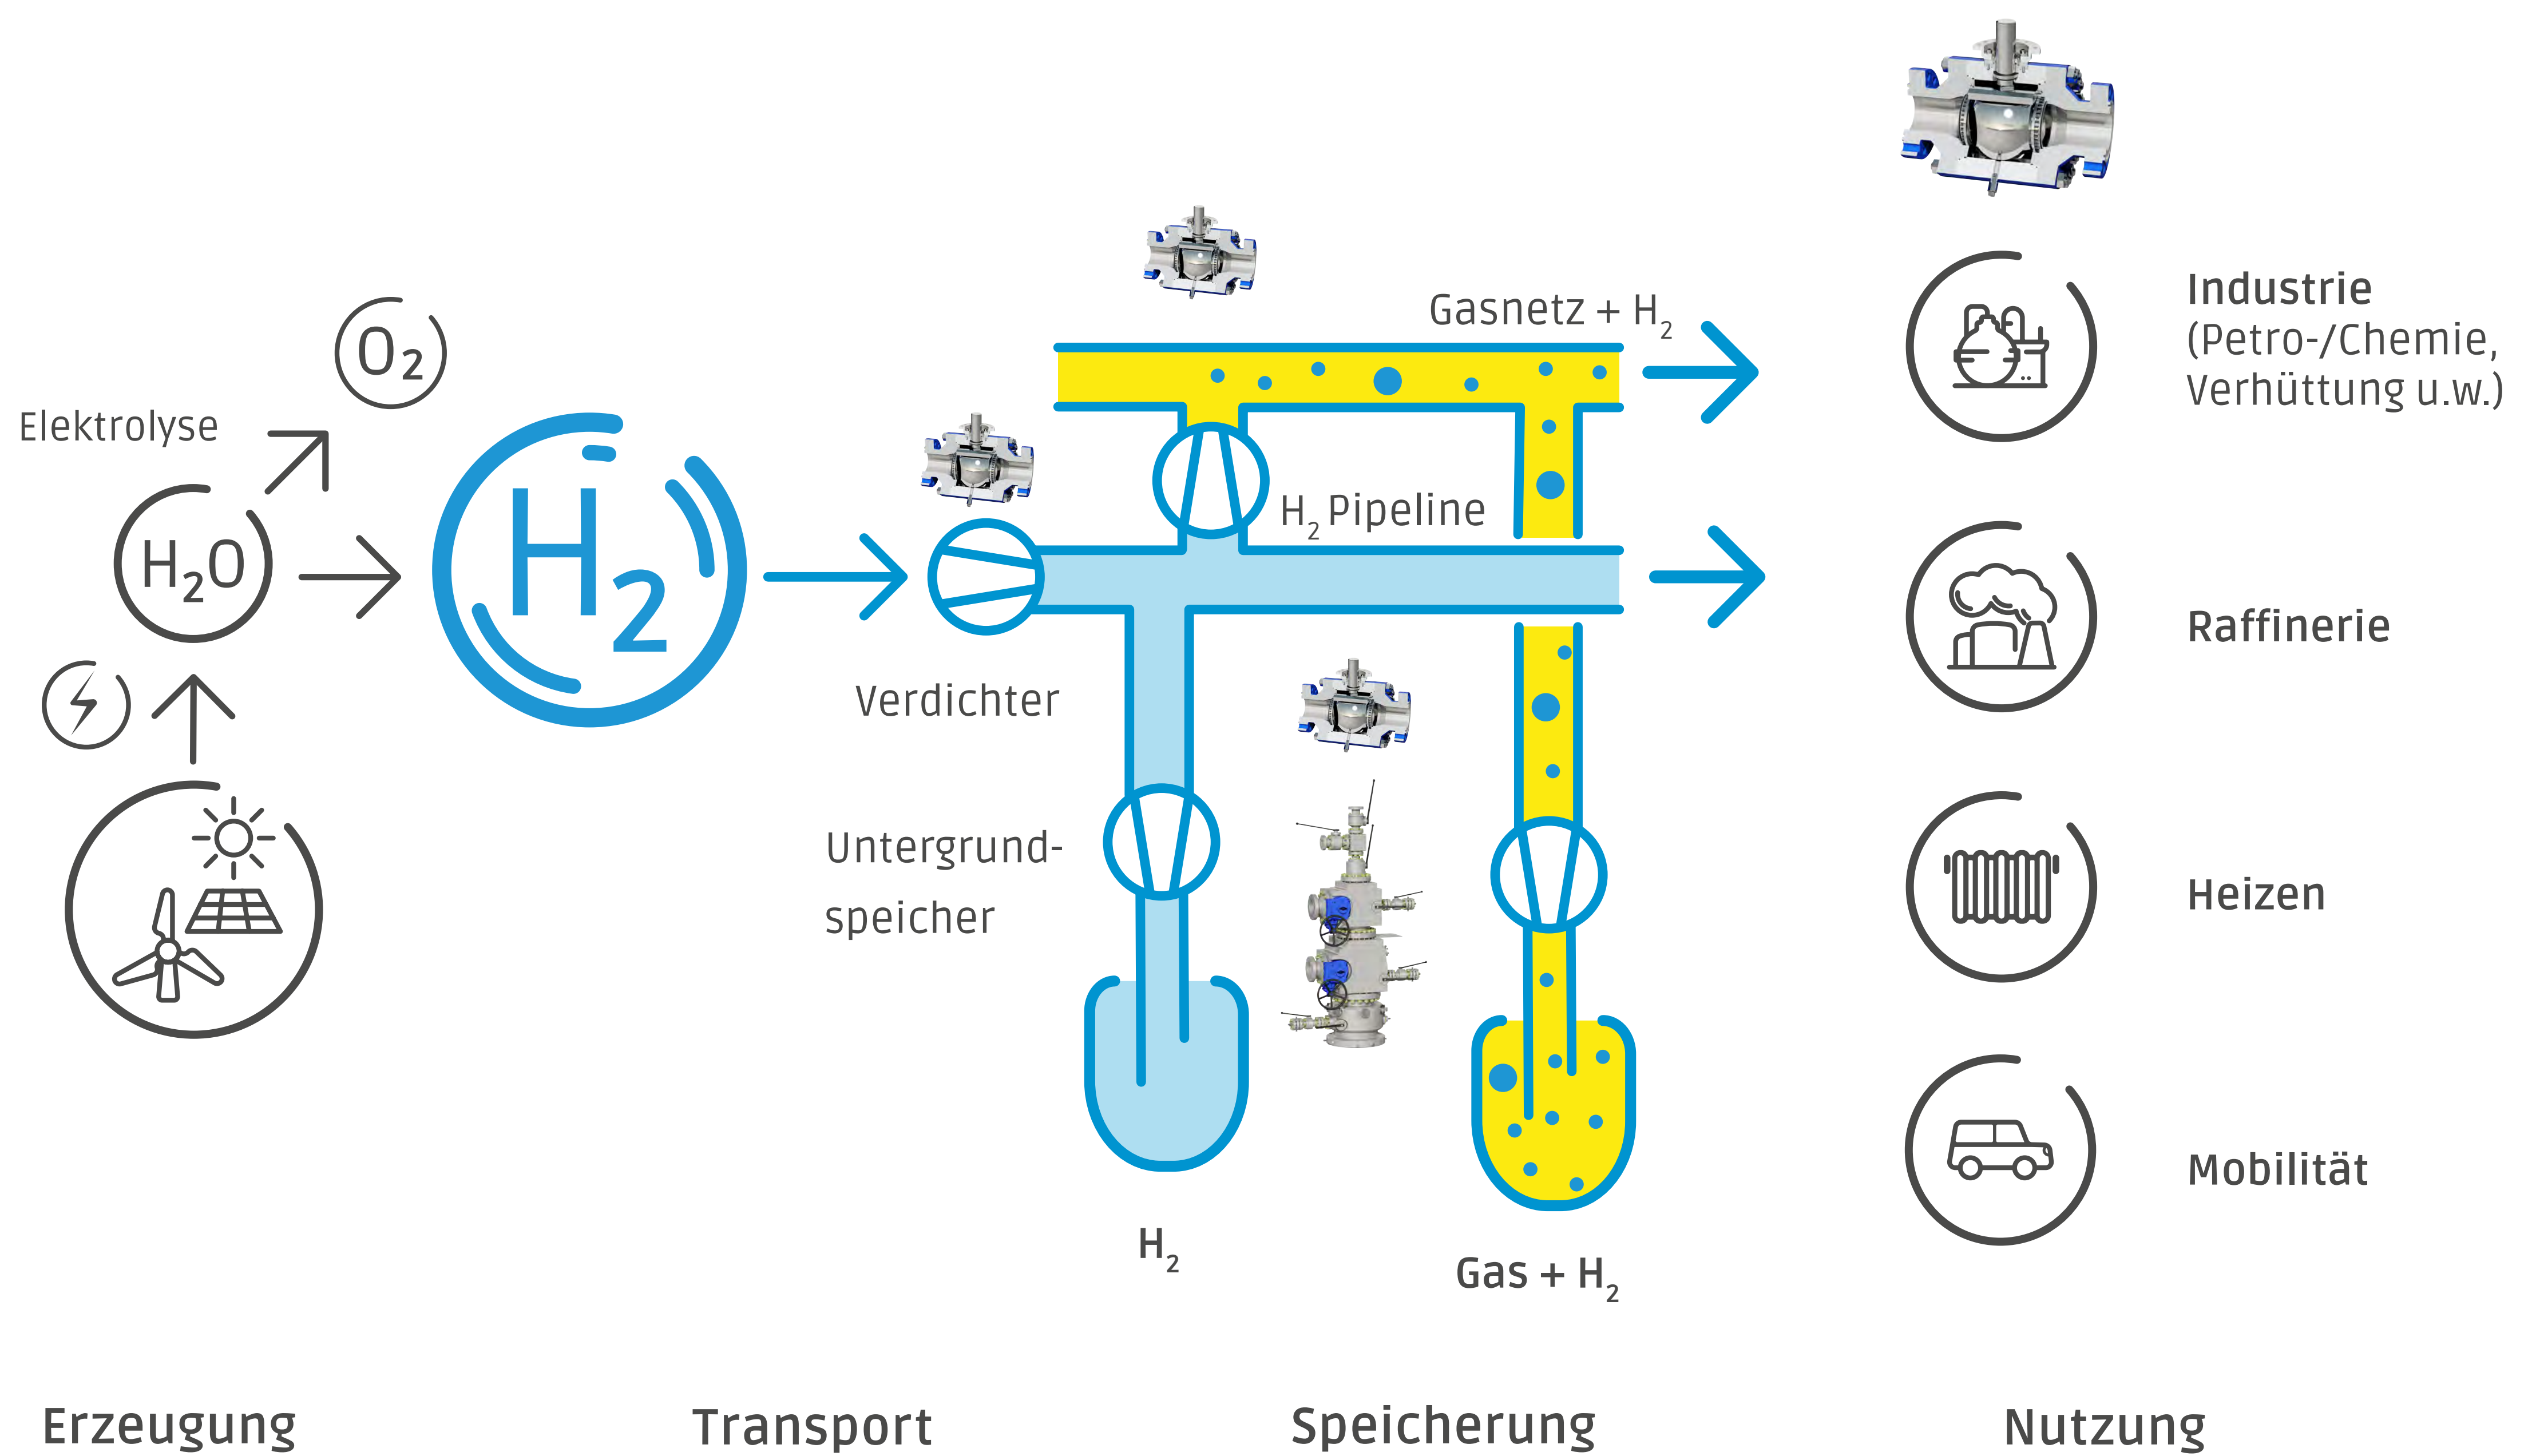 Elektrolyse
O₂
H₂O
H₂
Verdichter
Untergrund-
speicher
Gasnetz + H₂
H₂ Pipeline
H₂
Gas + H₂
Industrie
(Petro-/Chemie,
Verhüttung u.w.)
Raffinerie
Heizen
Mobilität
Erzeugung
Transport
Speicherung
Nutzung